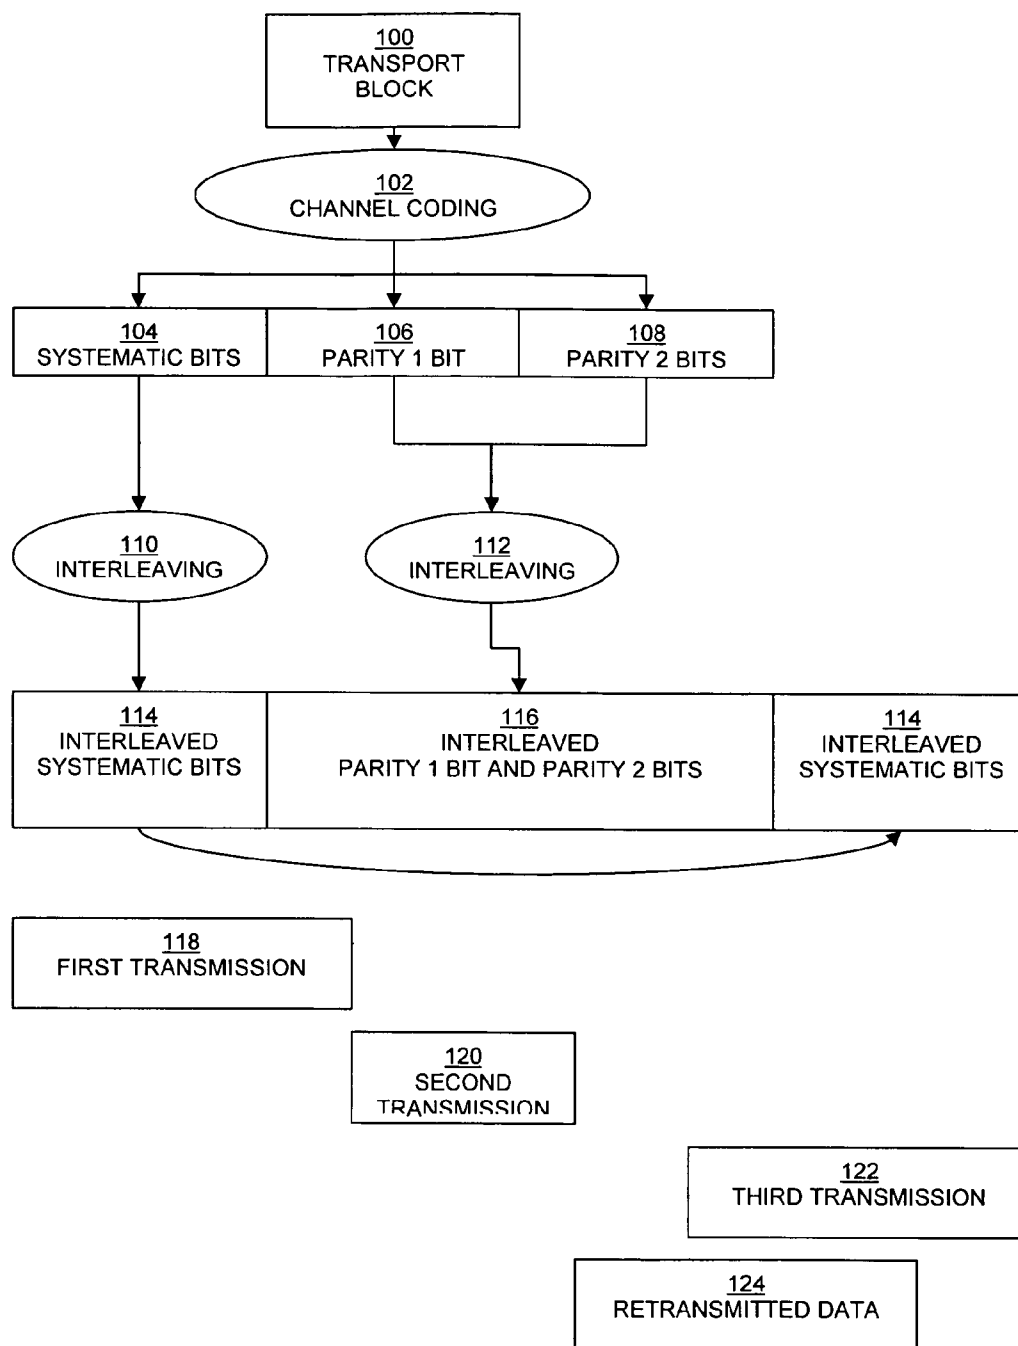 100
TRANSPORT
BLOCK
102
CHANNEL CODING
104
SYSTEMATIC BITS
106
PARITY 1 BIT
108
PARITY 2 BITS
110
INTERLEAVING
112
INTERLEAVING
114
INTERLEAVED
SYSTEMATIC BITS
116
INTERLEAVED
PARITY 1 BIT AND PARITY 2 BITS
114
INTERLEAVED
SYSTEMATIC BITS
118
FIRST TRANSMISSION
120
SECOND
TRANSMISSION
122
THIRD TRANSMISSION
124
RETRANSMITTED DATA